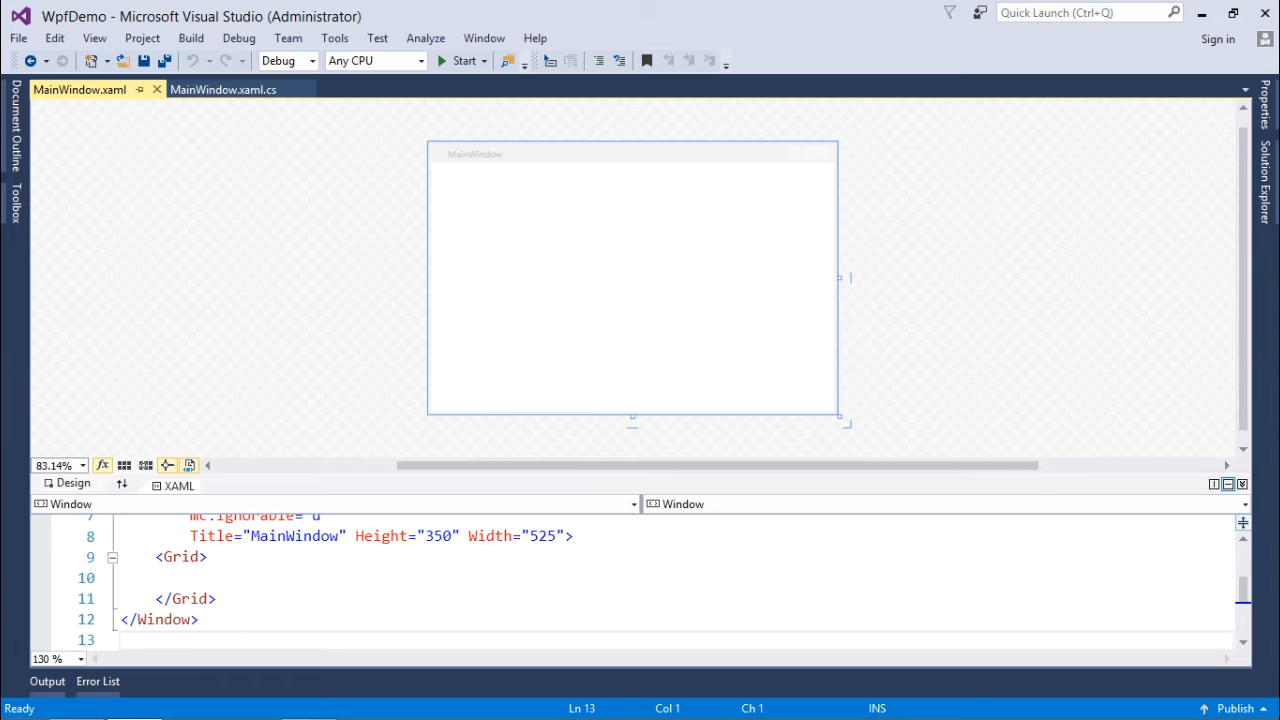 WpfDemo - Microsoft Visual Studio (Administrator)
Quick Launch (Ctrl+Q)
File Edit View Project Build Debug Team Tools Test Analyze Window Help
Sign in
Debug Any CPU Start
MainWindow.xaml MainWindow.xaml.cs
Document Outline
Toolbox
Properties
Solution Explorer
MainWindow
83.14%
Design XAML
Window Window
7 mc:Ignorable="d"
8 Title="MainWindow" Height="350" Width="525">
9 <Grid>
10
11 </Grid>
12 </Window>
13
130 %
Output Error List
Ready Ln 13 Col 1 Ch 1 INS Publish